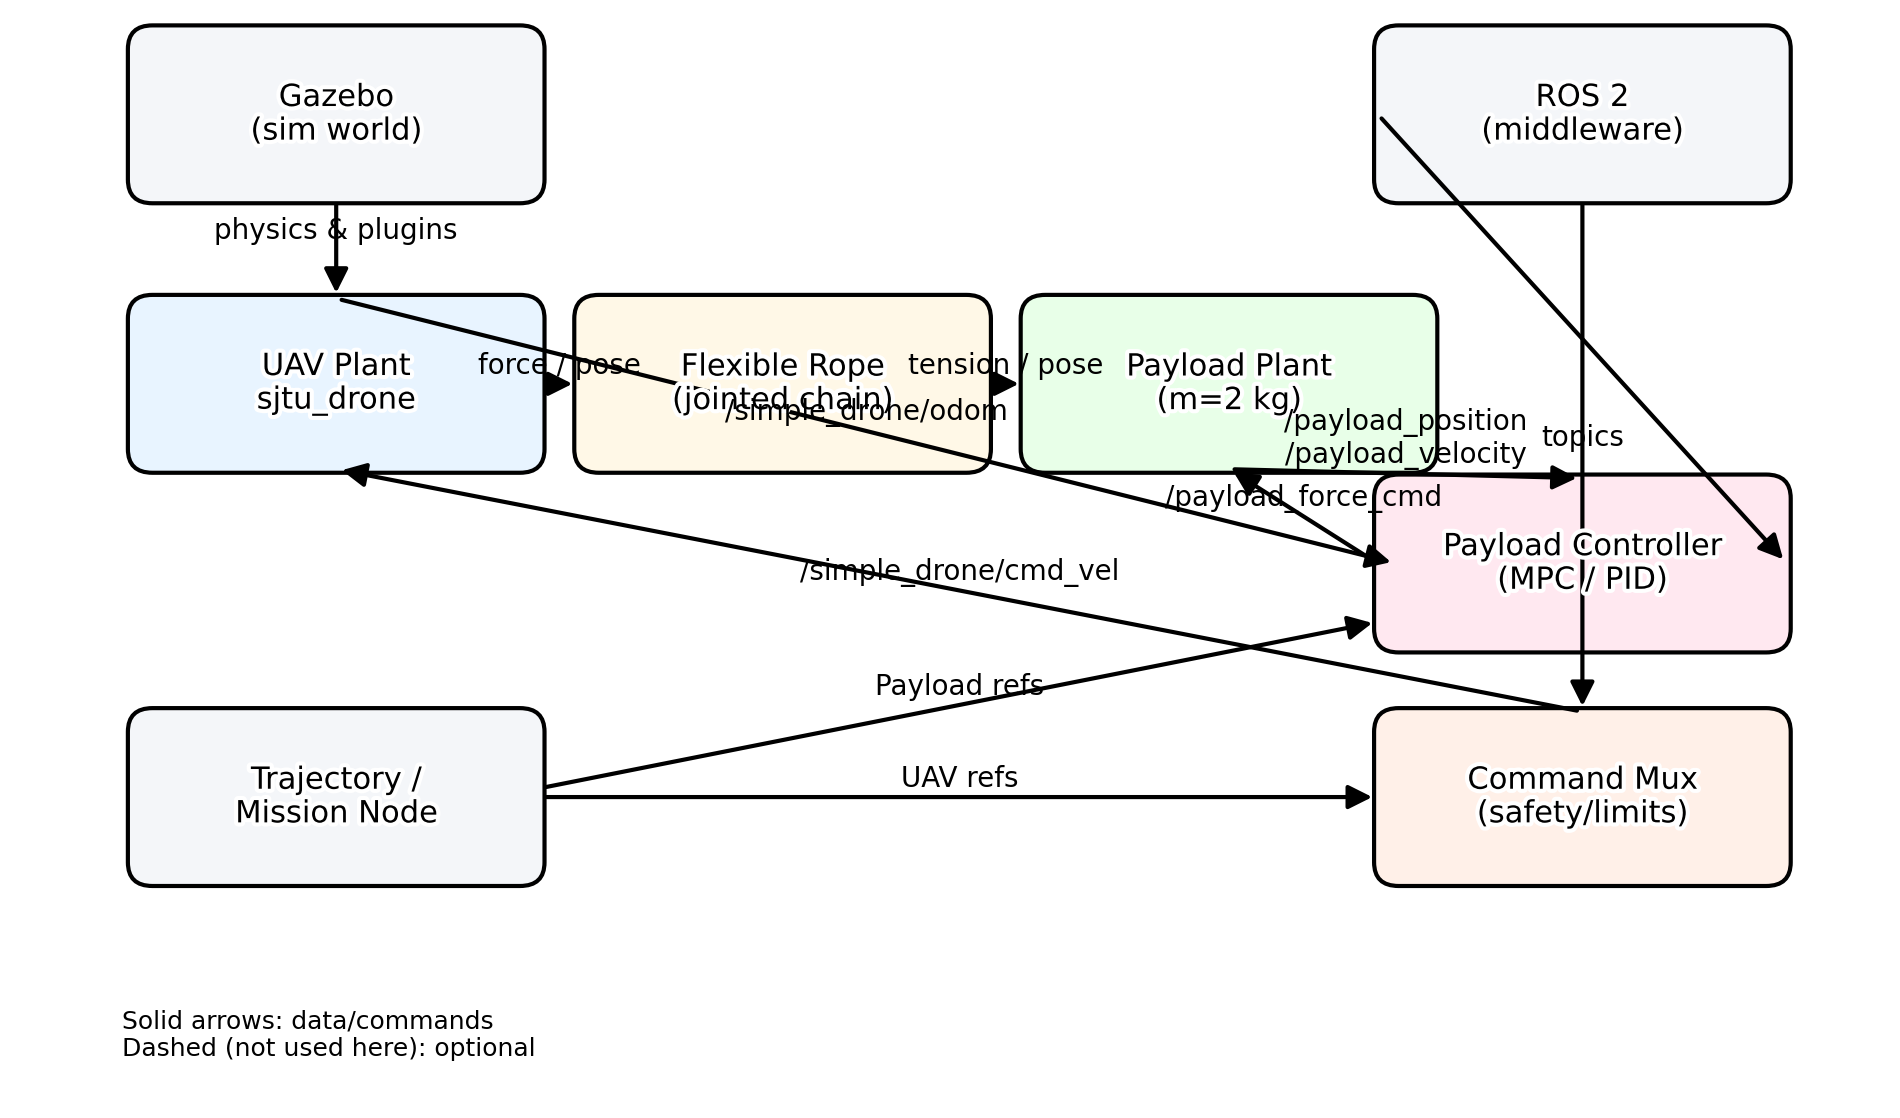 Gazebo
(sim world)
ROS 2
(middleware)
physics & plugins
UAV Plant
sjtu_drone
force / pose
Flexible Rope
(jointed chain)
tension / pose
Payload Plant
(m=2 kg)
/simple_drone/odom
/payload_position
/payload_velocity
topics
/payload_force_cmd
Payload Controller
(MPC / PID)
/simple_drone/cmd_vel
Payload refs
UAV refs
Trajectory /
Mission Node
Command Mux
(safety/limits)
Solid arrows: data/commands
Dashed (not used here): optional